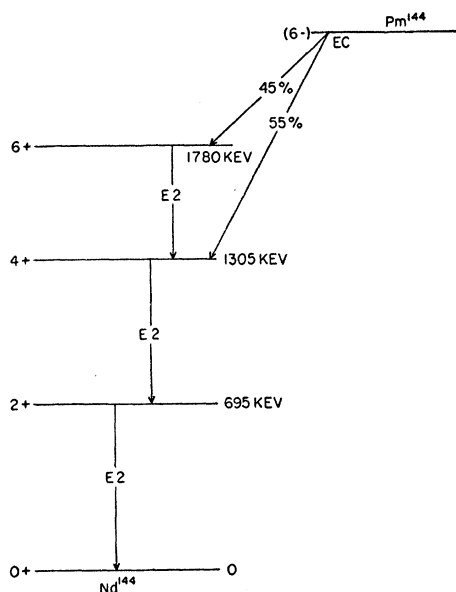 Pm¹⁴⁴
(6-)
EC
45%
55%
6+
1780 KEV
E2
4+
1305 KEV
E2
2+
695 KEV
E2
0+
0
Nd¹⁴⁴